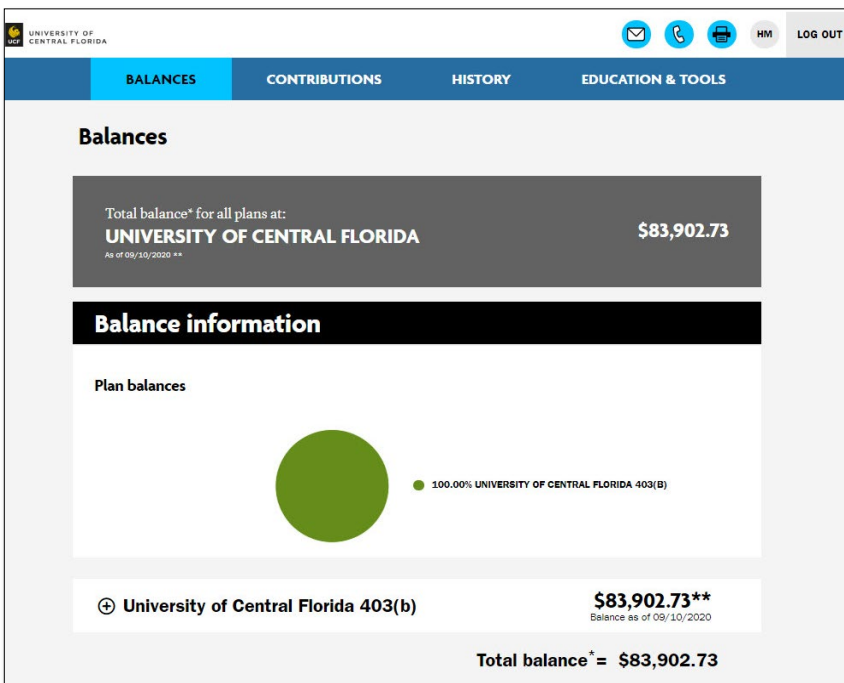 UNIVERSITY OF
CENTRAL FLORIDA
UCF
HM
LOG OUT
BALANCES
CONTRIBUTIONS
HISTORY
EDUCATION & TOOLS
Balances
Total balance* for all plans at:
UNIVERSITY OF CENTRAL FLORIDA
$83,902.73
As of 09/10/2020 **
Balance information
Plan balances
100.00% UNIVERSITY OF CENTRAL FLORIDA 403(B)
University of Central Florida 403(b)
$83,902.73**
Balance as of 09/10/2020
Total balance*= $83,902.73